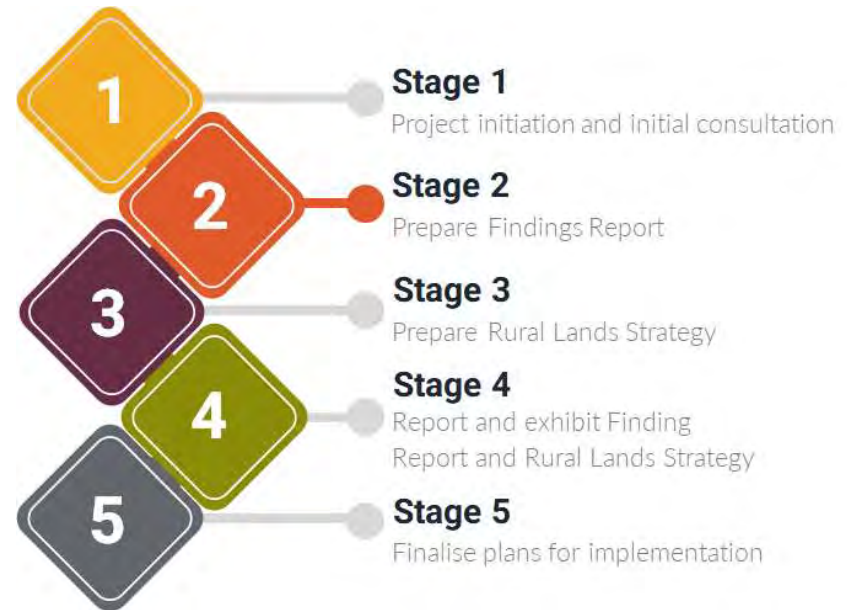 1
Stage 1
Project initiation and initial consultation
2
Stage 2
Prepare Findings Report
3
Stage 3
Prepare Rural Lands Strategy
4
Stage 4
Report and exhibit Finding
Report and Rural Lands Strategy
5
Stage 5
Finalise plans for implementation